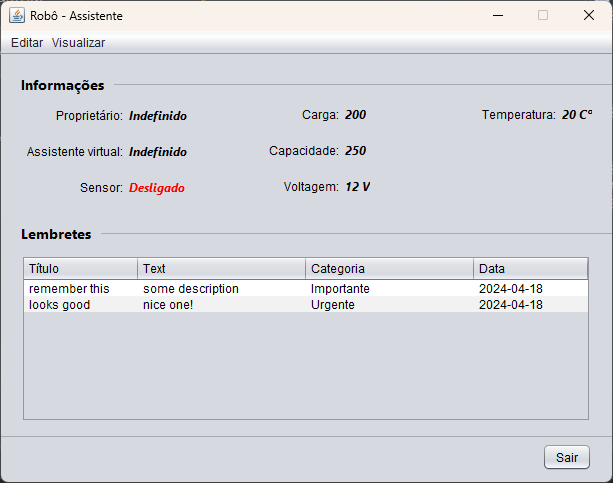 Robô - Assistente
Editar Visualizar
Informações
Proprietário: Indefinido Carga: 200 Temperatura: 20 Cº
Assistente virtual: Indefinido Capacidade: 250
Sensor: Desligado Voltagem: 12 V
Lembretes
Título Text Categoria Data
remember this some description Importante 2024-04-18
looks good nice one! Urgente 2024-04-18
Sair